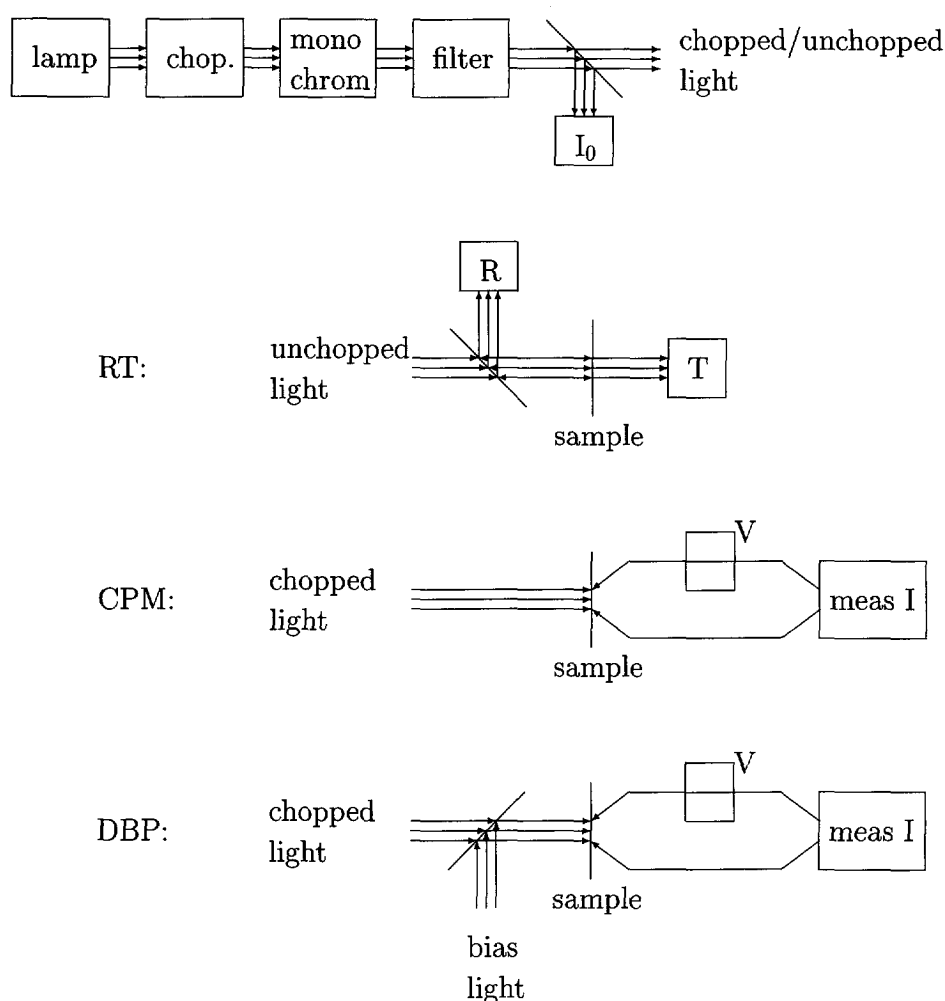 lamp
chop.
mono
chrom
filter
chopped/unchopped
light
I₀
R
RT:
unchopped
light
T
sample
V
CPM:
chopped
light
meas I
sample
V
DBP:
chopped
light
meas I
sample
bias
light